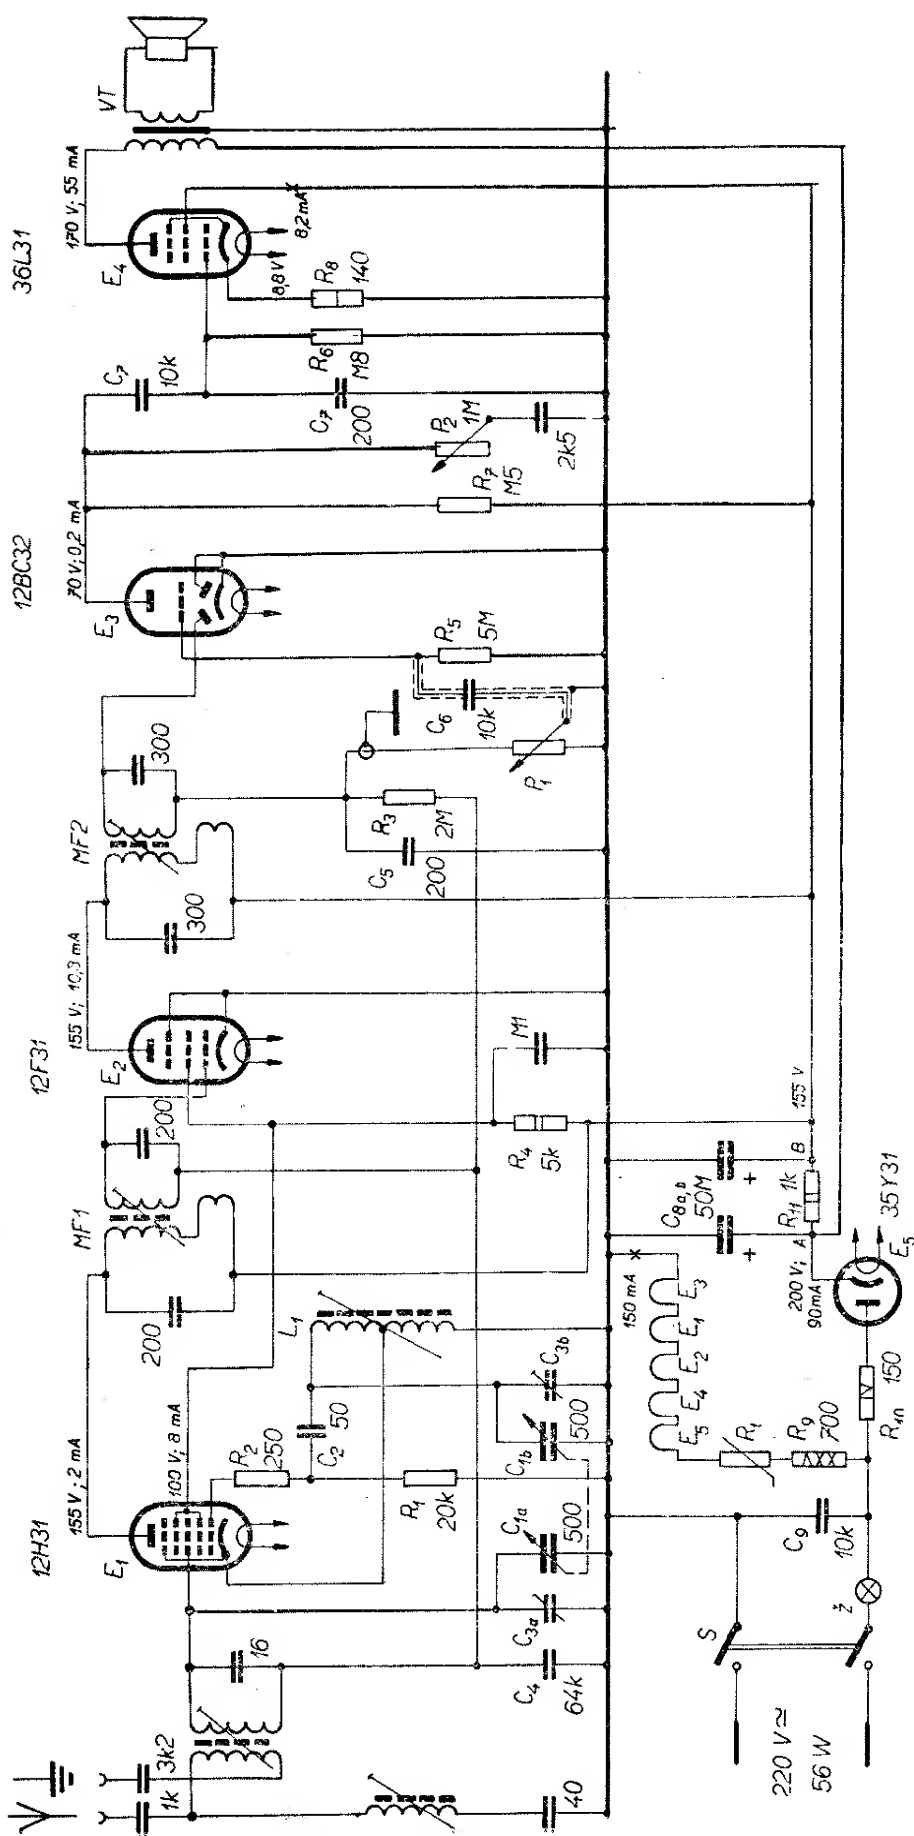 12H31
12F31
12BC32
36L31
155 V; 2 mA
E1
100 V; 8 mA
155 V; 10,3 mA
E2
70 V; 0,2 mA
E3
170 V; 55 mA
E4
8,8 V
8,2 mA
VT
1k
3k2
40
16
C4
64k
C3a
C1a
500
C1b
500
C3b
R1
20k
R2
250
C2
50
L1
MF1
200
200
R4
5k
M1
MF2
300
300
C5
200
R3
2M
P1
C6
10k
R5
5M
R7
M5
P2
1M
2k5
C7
10k
C7
200
R6
M8
R8
140
220 V ≃
56 W
S
ž
C9
10k
R9
700
R1
R10
150
E5
E4
E2
E1
E3
150 mA
C8a,b
50M
+
+
200 V;
90 mA
A
R11
1k
B
155 V
E5
35Y31